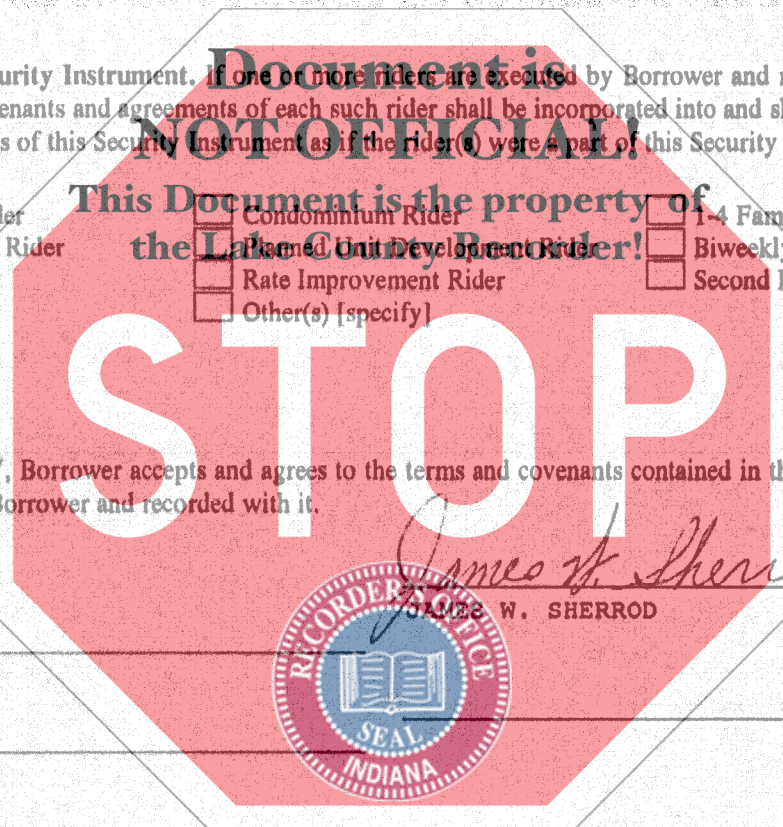 Document is
urity Instrument. If one or more riders are executed by Borrower and
enants and agreements of each such rider shall be incorporated into and
NOT OFFICIAL!
s of this Security Instrument as if the rider(s) were a part of this Security
This Document is the property of
Condominium Rider
1-4 Fam
Rider
the Lake County Recorder!
Planned Unit Development Rider
Biweekly
Rate Improvement Rider
Second
Other(s) [specify]
STOP
, Borrower accepts and agrees to the terms and covenants contained in
Borrower and recorded with it.
James W. Sherr
JAMES W. SHERROD
RECORDER'S OFFICE
SEAL
INDIANA